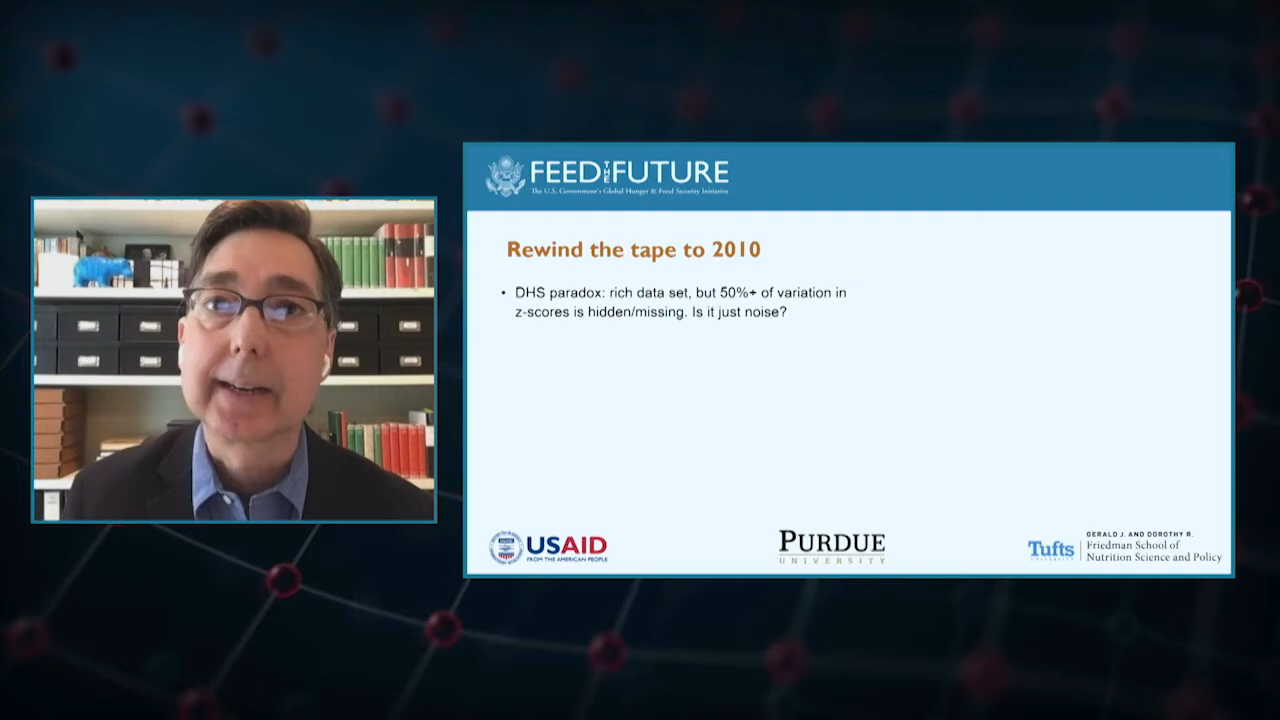 FEED THE FUTURE
The U.S. Government's Global Hunger & Food Security Initiative
Rewind the tape to 2010
• DHS paradox: rich data set, but 50%+ of variation in
z-scores is hidden/missing. Is it just noise?
USAID
FROM THE AMERICAN PEOPLE
PURDUE
UNIVERSITY
Tufts
UNIVERSITY
GERALD J. AND DOROTHY R.
Friedman School of
Nutrition Science and Policy